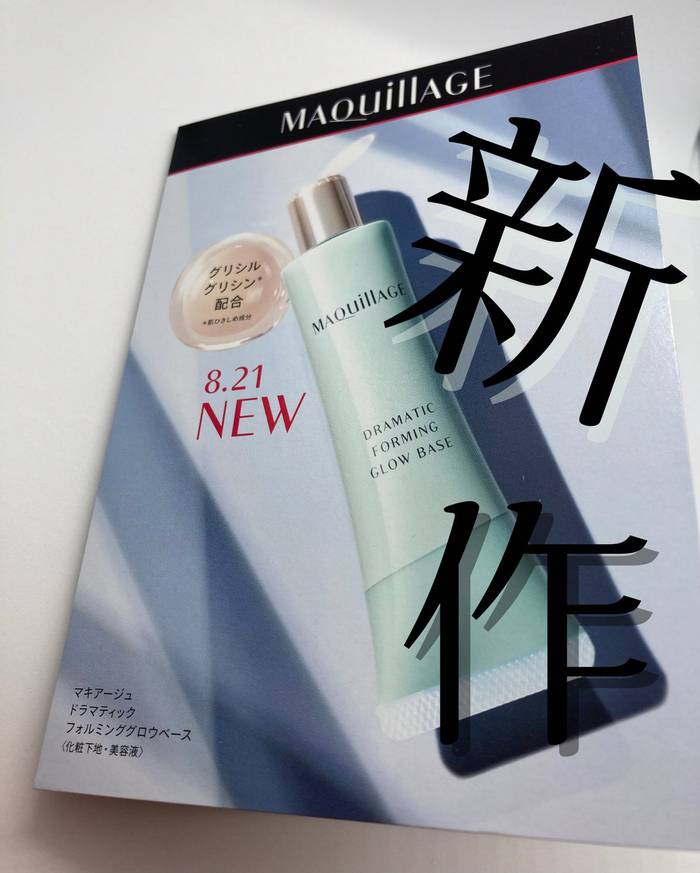 MAQuillAGE
グリシル
グリシン*
配合
*肌ひきしめ成分
8.21
NEW
MAQuillAGE
DRAMATIC
FORMING
GLOW BASE
新作
マキアージュ
ドラマティック
フォルミンググロウベース
〈化粧下地・美容液〉